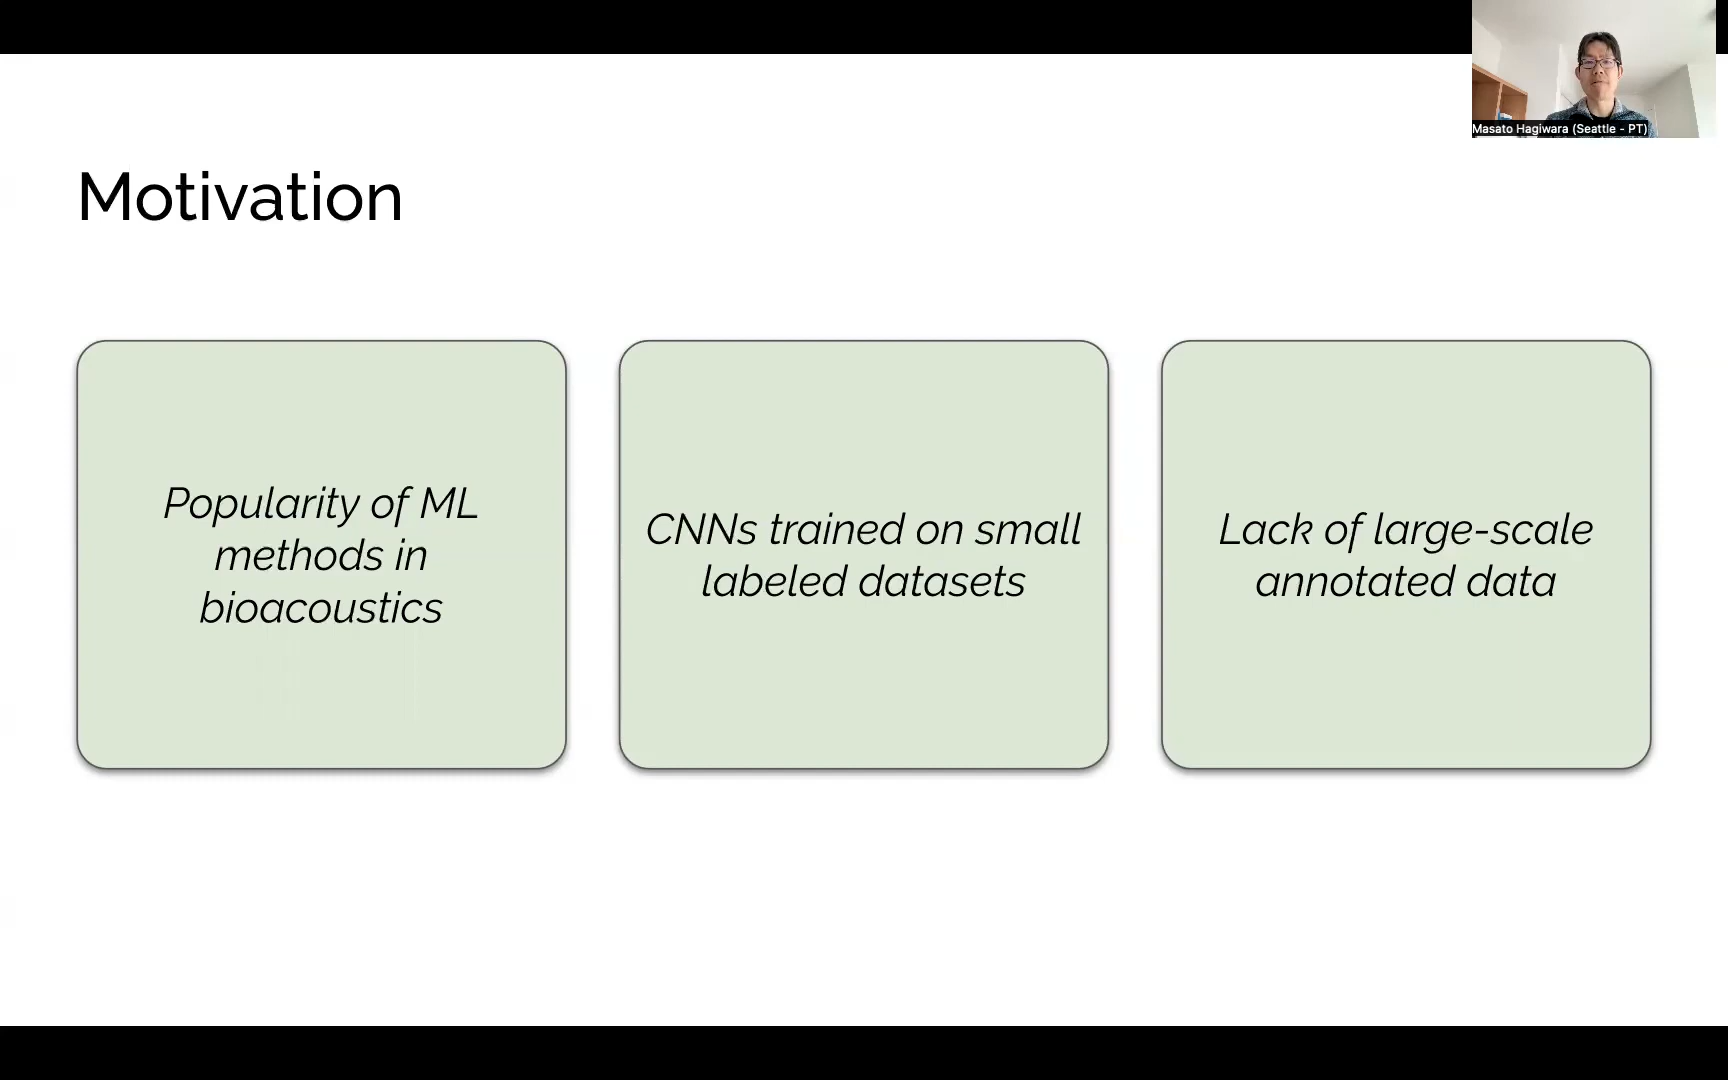 Masato Hagiwara (Seattle - PT)
Motivation
Popularity of ML
methods in
bioacoustics
CNNs trained on small
labeled datasets
Lack of large-scale
annotated data